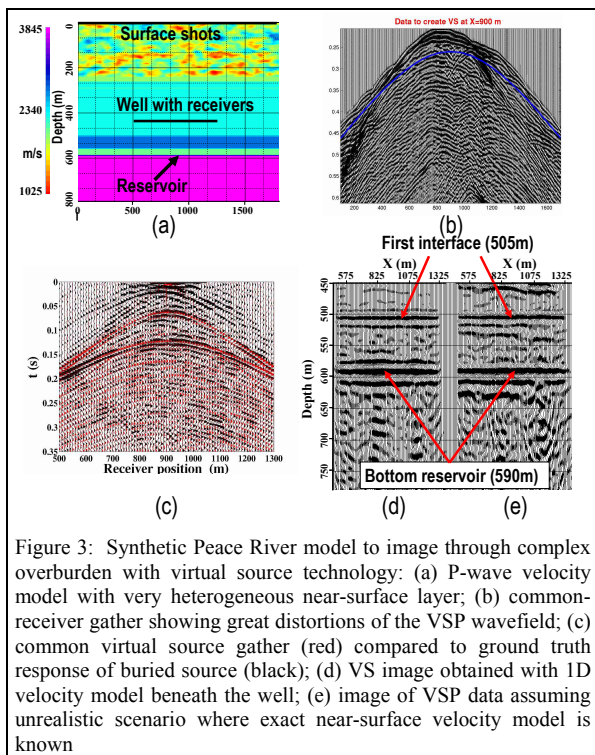 3845
2340
m/s
1025
Depth (m)
0
200
400
600
800
Surface shots
Well with receivers
Reservoir
0
500
1000
1500
(a)
Data to create VS at X=900 m
0.25
0.35
0.45
0.55
0.6
200
400
600
800
1000
1200
1400
1600
(b)
First interface (505m)
t (s)
0
0.05
0.1
0.15
0.2
0.25
0.3
0.35
500
600
700
800
900
1000
1100
1200
1300
Receiver position (m)
(c)
X (m)
X (m)
575
825
1075
1325
575
825
1075
1325
Depth (m)
450
500
550
600
650
700
750
Bottom reservoir (590m)
(d)
(e)
Figure 3: Synthetic Peace River model to image through complex
overburden with virtual source technology: (a) P-wave velocity
model with very heterogeneous near-surface layer; (b) common-
receiver gather showing great distortions of the VSP wavefield; (c)
common virtual source gather (red) compared to ground truth
response of buried source (black); (d) VS image obtained with 1D
velocity model beneath the well; (e) image of VSP data assuming
unrealistic scenario where exact near-surface velocity model is
known